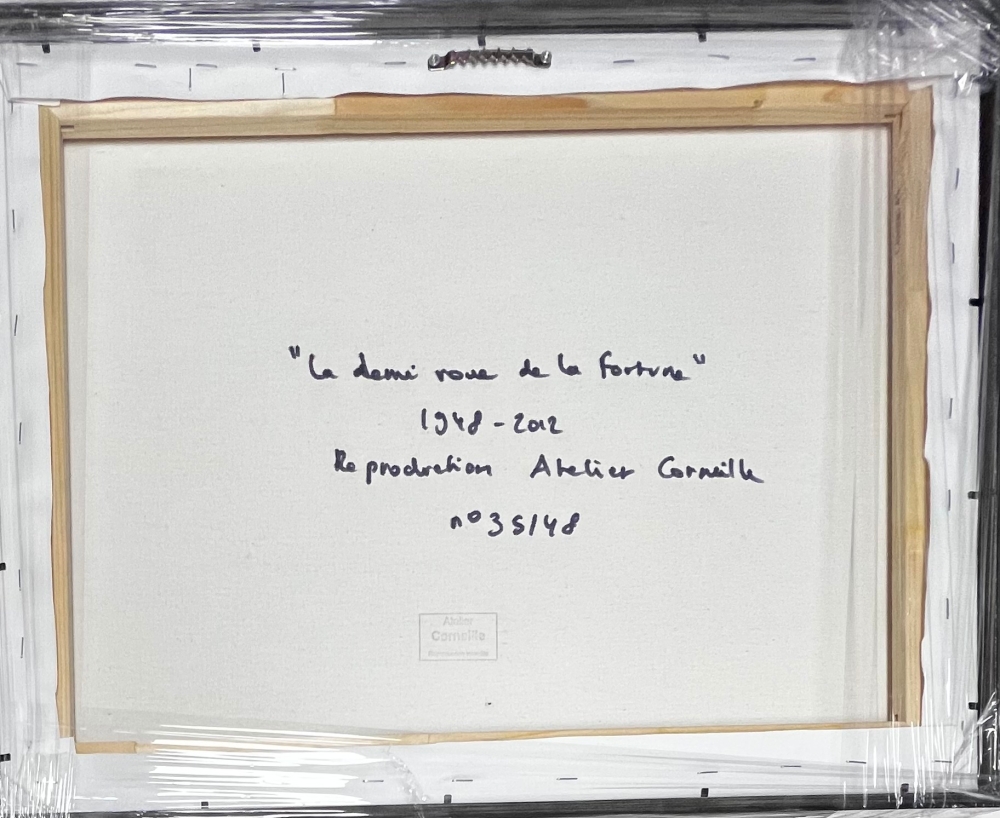 "La demi roue de la fortune"
1948-2012
Reproduction Atelier Corneille
n°35/48
Atelier
Corneille